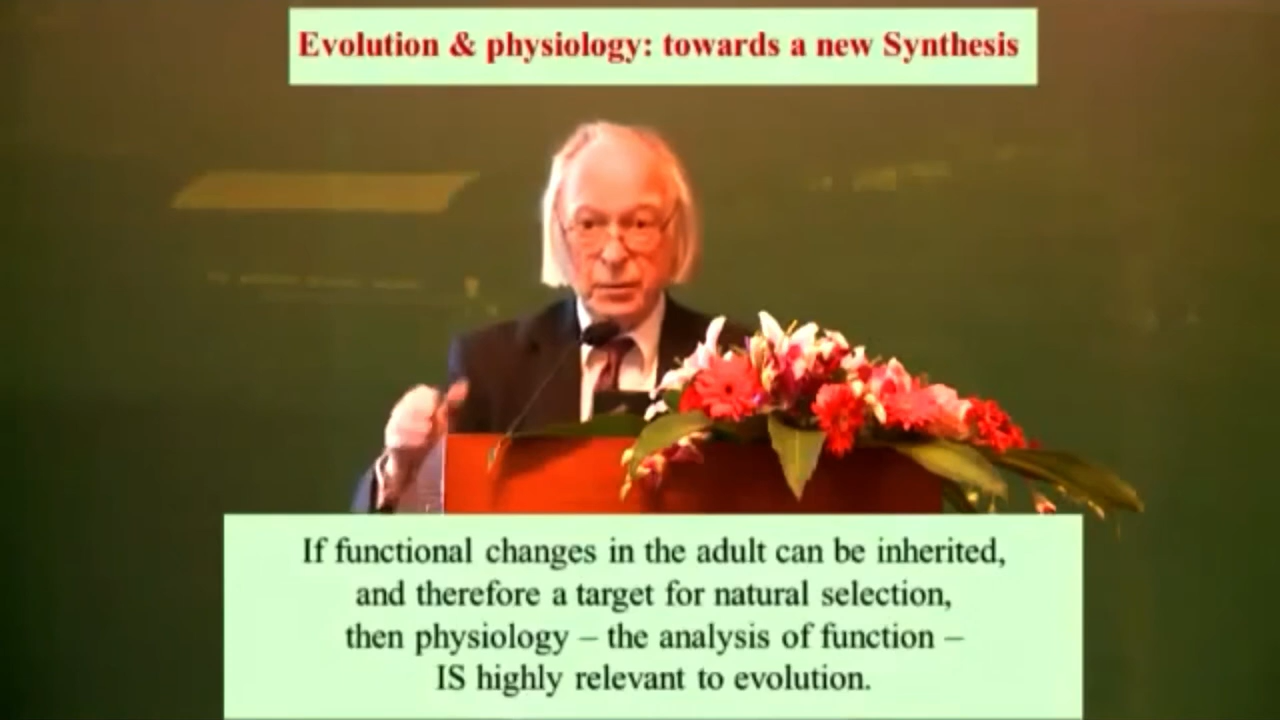 Evolution & physiology: towards a new Synthesis
If functional changes in the adult can be inherited,
and therefore a target for natural selection,
then physiology – the analysis of function –
IS highly relevant to evolution.